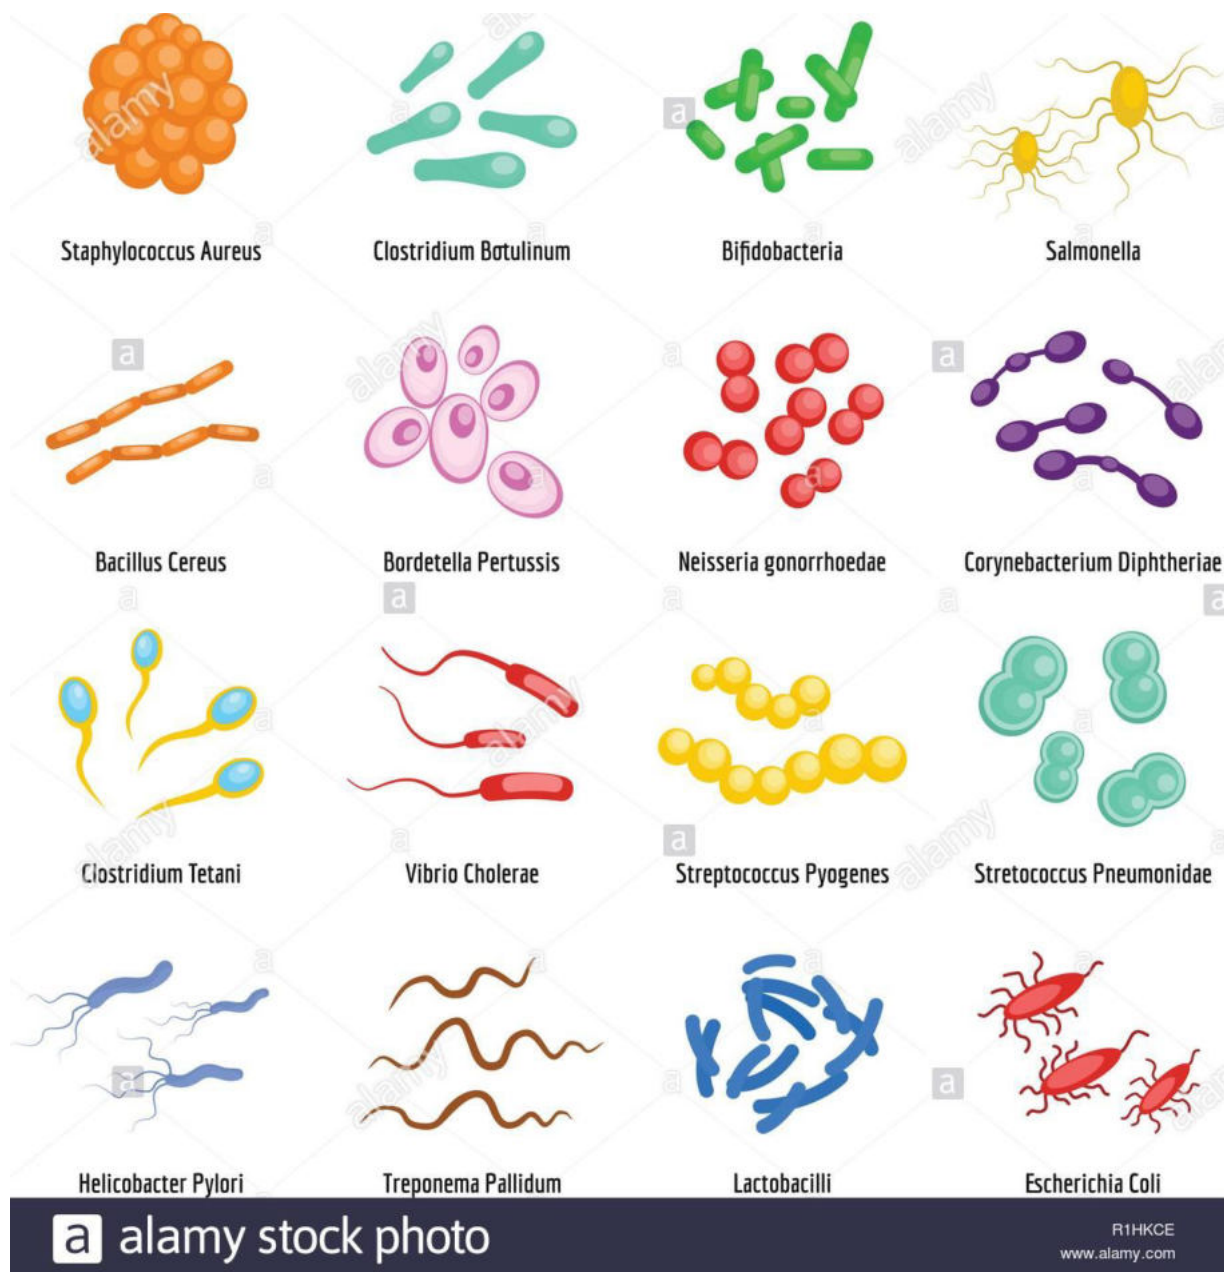 Staphylococcus Aureus
Clostridium Botulinum
Bifidobacteria
Salmonella
Bacillus Cereus
Bordetella Pertussis
Neisseria gonorrhoedae
Corynebacterium Diphtheriae
Clostridium Tetani
Vibrio Cholerae
Streptococcus Pyogenes
Stretococcus Pneumonidae
Helicobacter Pylori
Treponema Pallidum
Lactobacilli
Escherichia Coli
a alamy stock photo
R1HKCE
www.alamy.com